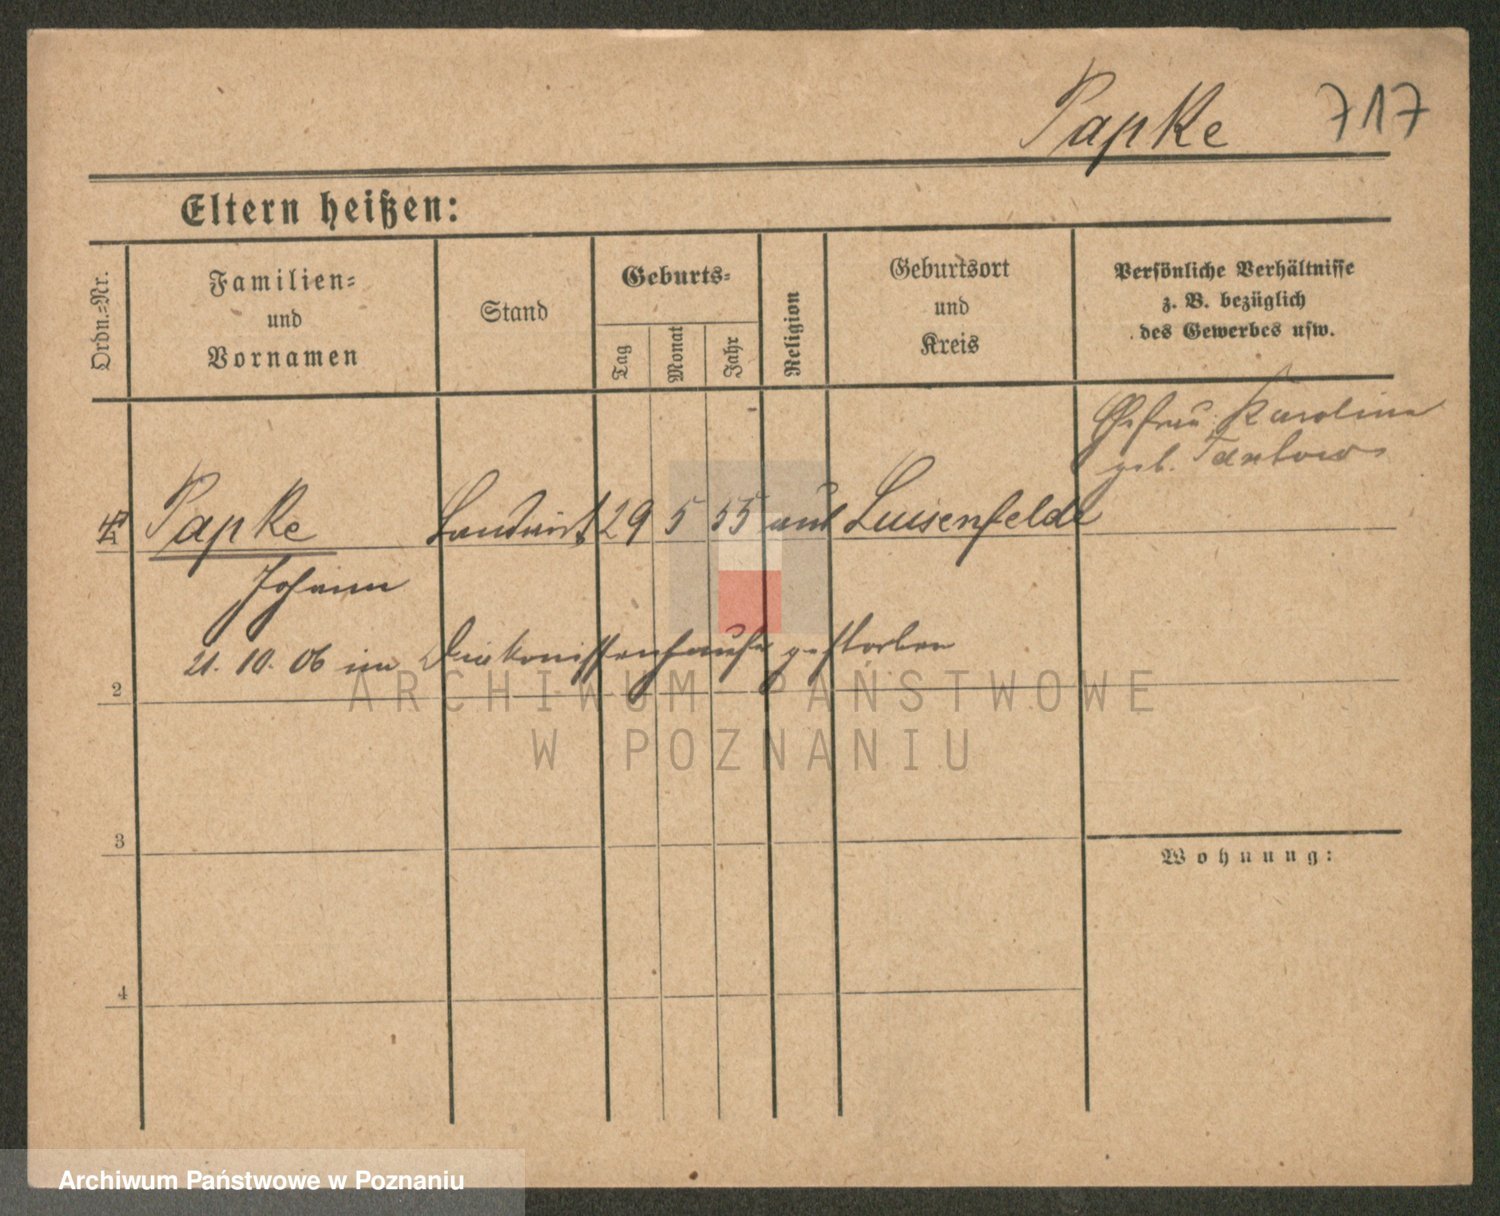 Papke 717
Eltern heißen:
Ordn.-Nr.
Familien-
und
Vornamen
Stand
Geburts-
Tag
Monat
Jahr
Religion
Geburtsort
und
Kreis
Persönliche Verhältnisse
z. B. bezüglich
des Gewerbes usw.
Ehefrau: Karoline
geb.
Papke Landwirt 29 5 55 aus Luisenfelde
Johann
21. 10. 06 im Diakonissenhause gestorben
2
3
Wohnung:
4
ARCHIWUM PAŃSTWOWE
W POZNANIU
Archiwum Państwowe w Poznaniu